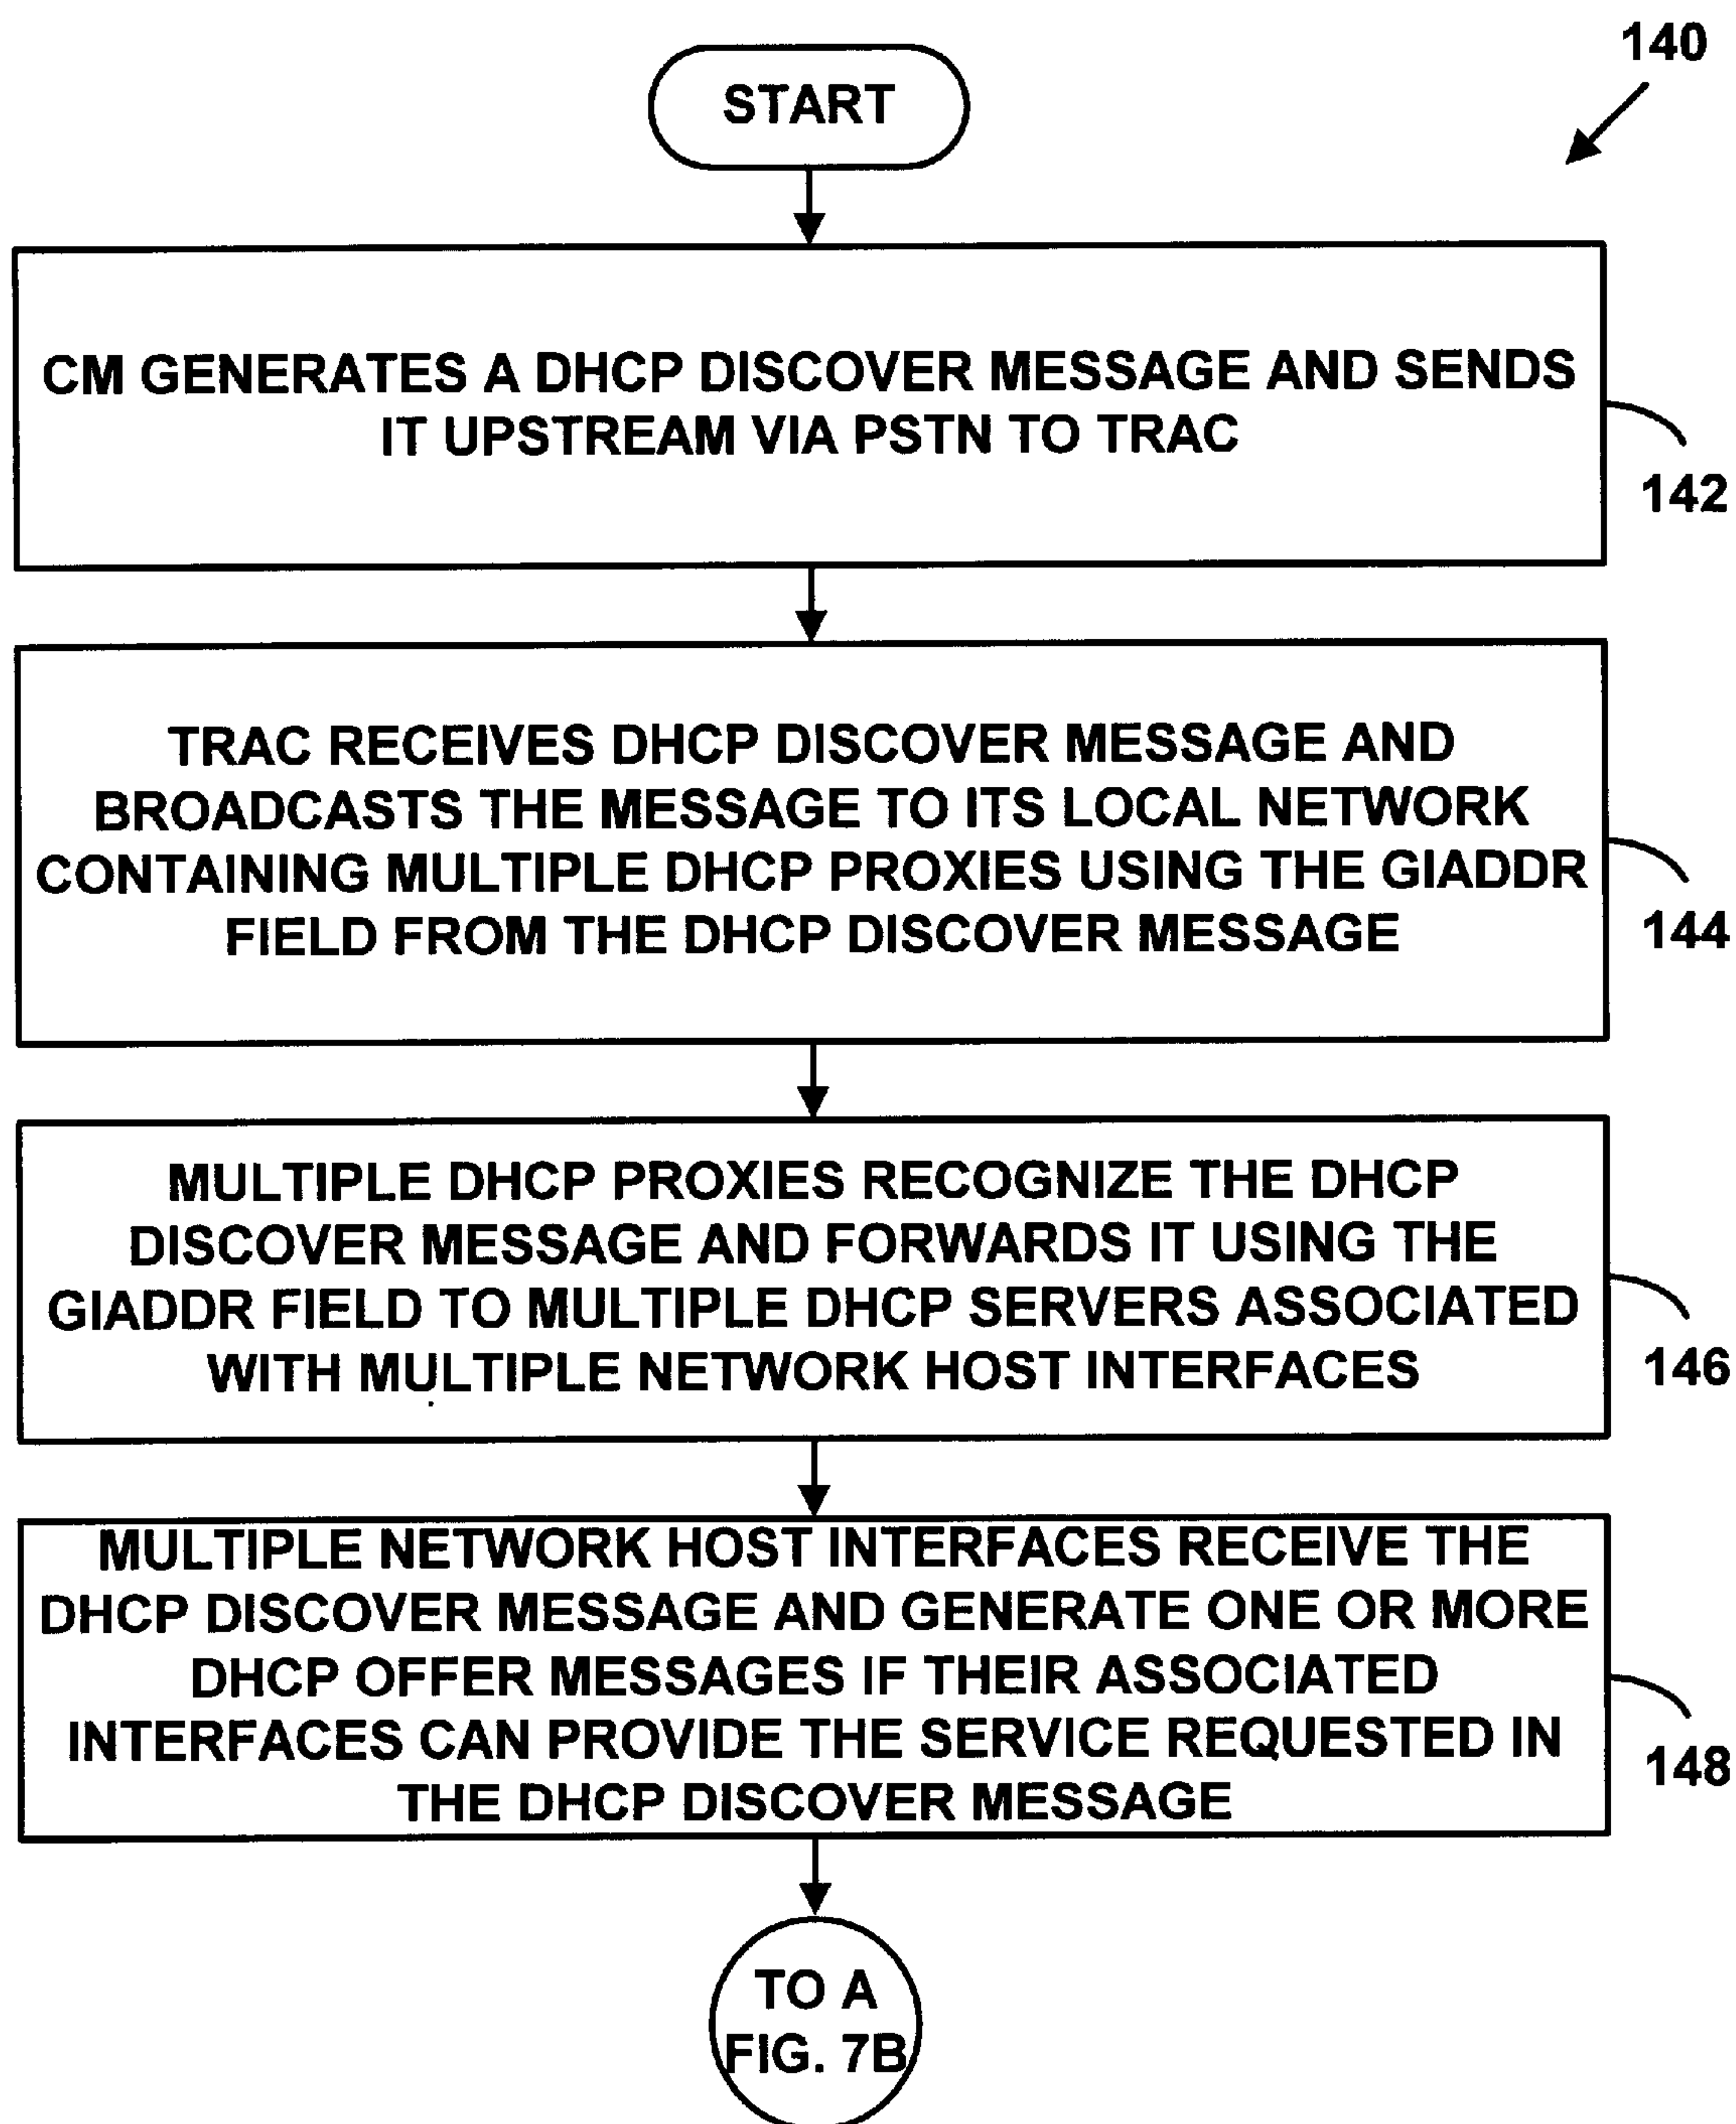 140
START
CM GENERATES A DHCP DISCOVER MESSAGE AND SENDS
IT UPSTREAM VIA PSTN TO TRAC
142
TRAC RECEIVES DHCP DISCOVER MESSAGE AND
BROADCASTS THE MESSAGE TO ITS LOCAL NETWORK
CONTAINING MULTIPLE DHCP PROXIES USING THE GIADDR
FIELD FROM THE DHCP DISCOVER MESSAGE
144
MULTIPLE DHCP PROXIES RECOGNIZE THE DHCP
DISCOVER MESSAGE AND FORWARDS IT USING THE
GIADDR FIELD TO MULTIPLE DHCP SERVERS ASSOCIATED
WITH MULTIPLE NETWORK HOST INTERFACES
146
MULTIPLE NETWORK HOST INTERFACES RECEIVE THE
DHCP DISCOVER MESSAGE AND GENERATE ONE OR MORE
DHCP OFFER MESSAGES IF THEIR ASSOCIATED
INTERFACES CAN PROVIDE THE SERVICE REQUESTED IN
THE DHCP DISCOVER MESSAGE
148
TO A
FIG. 7B